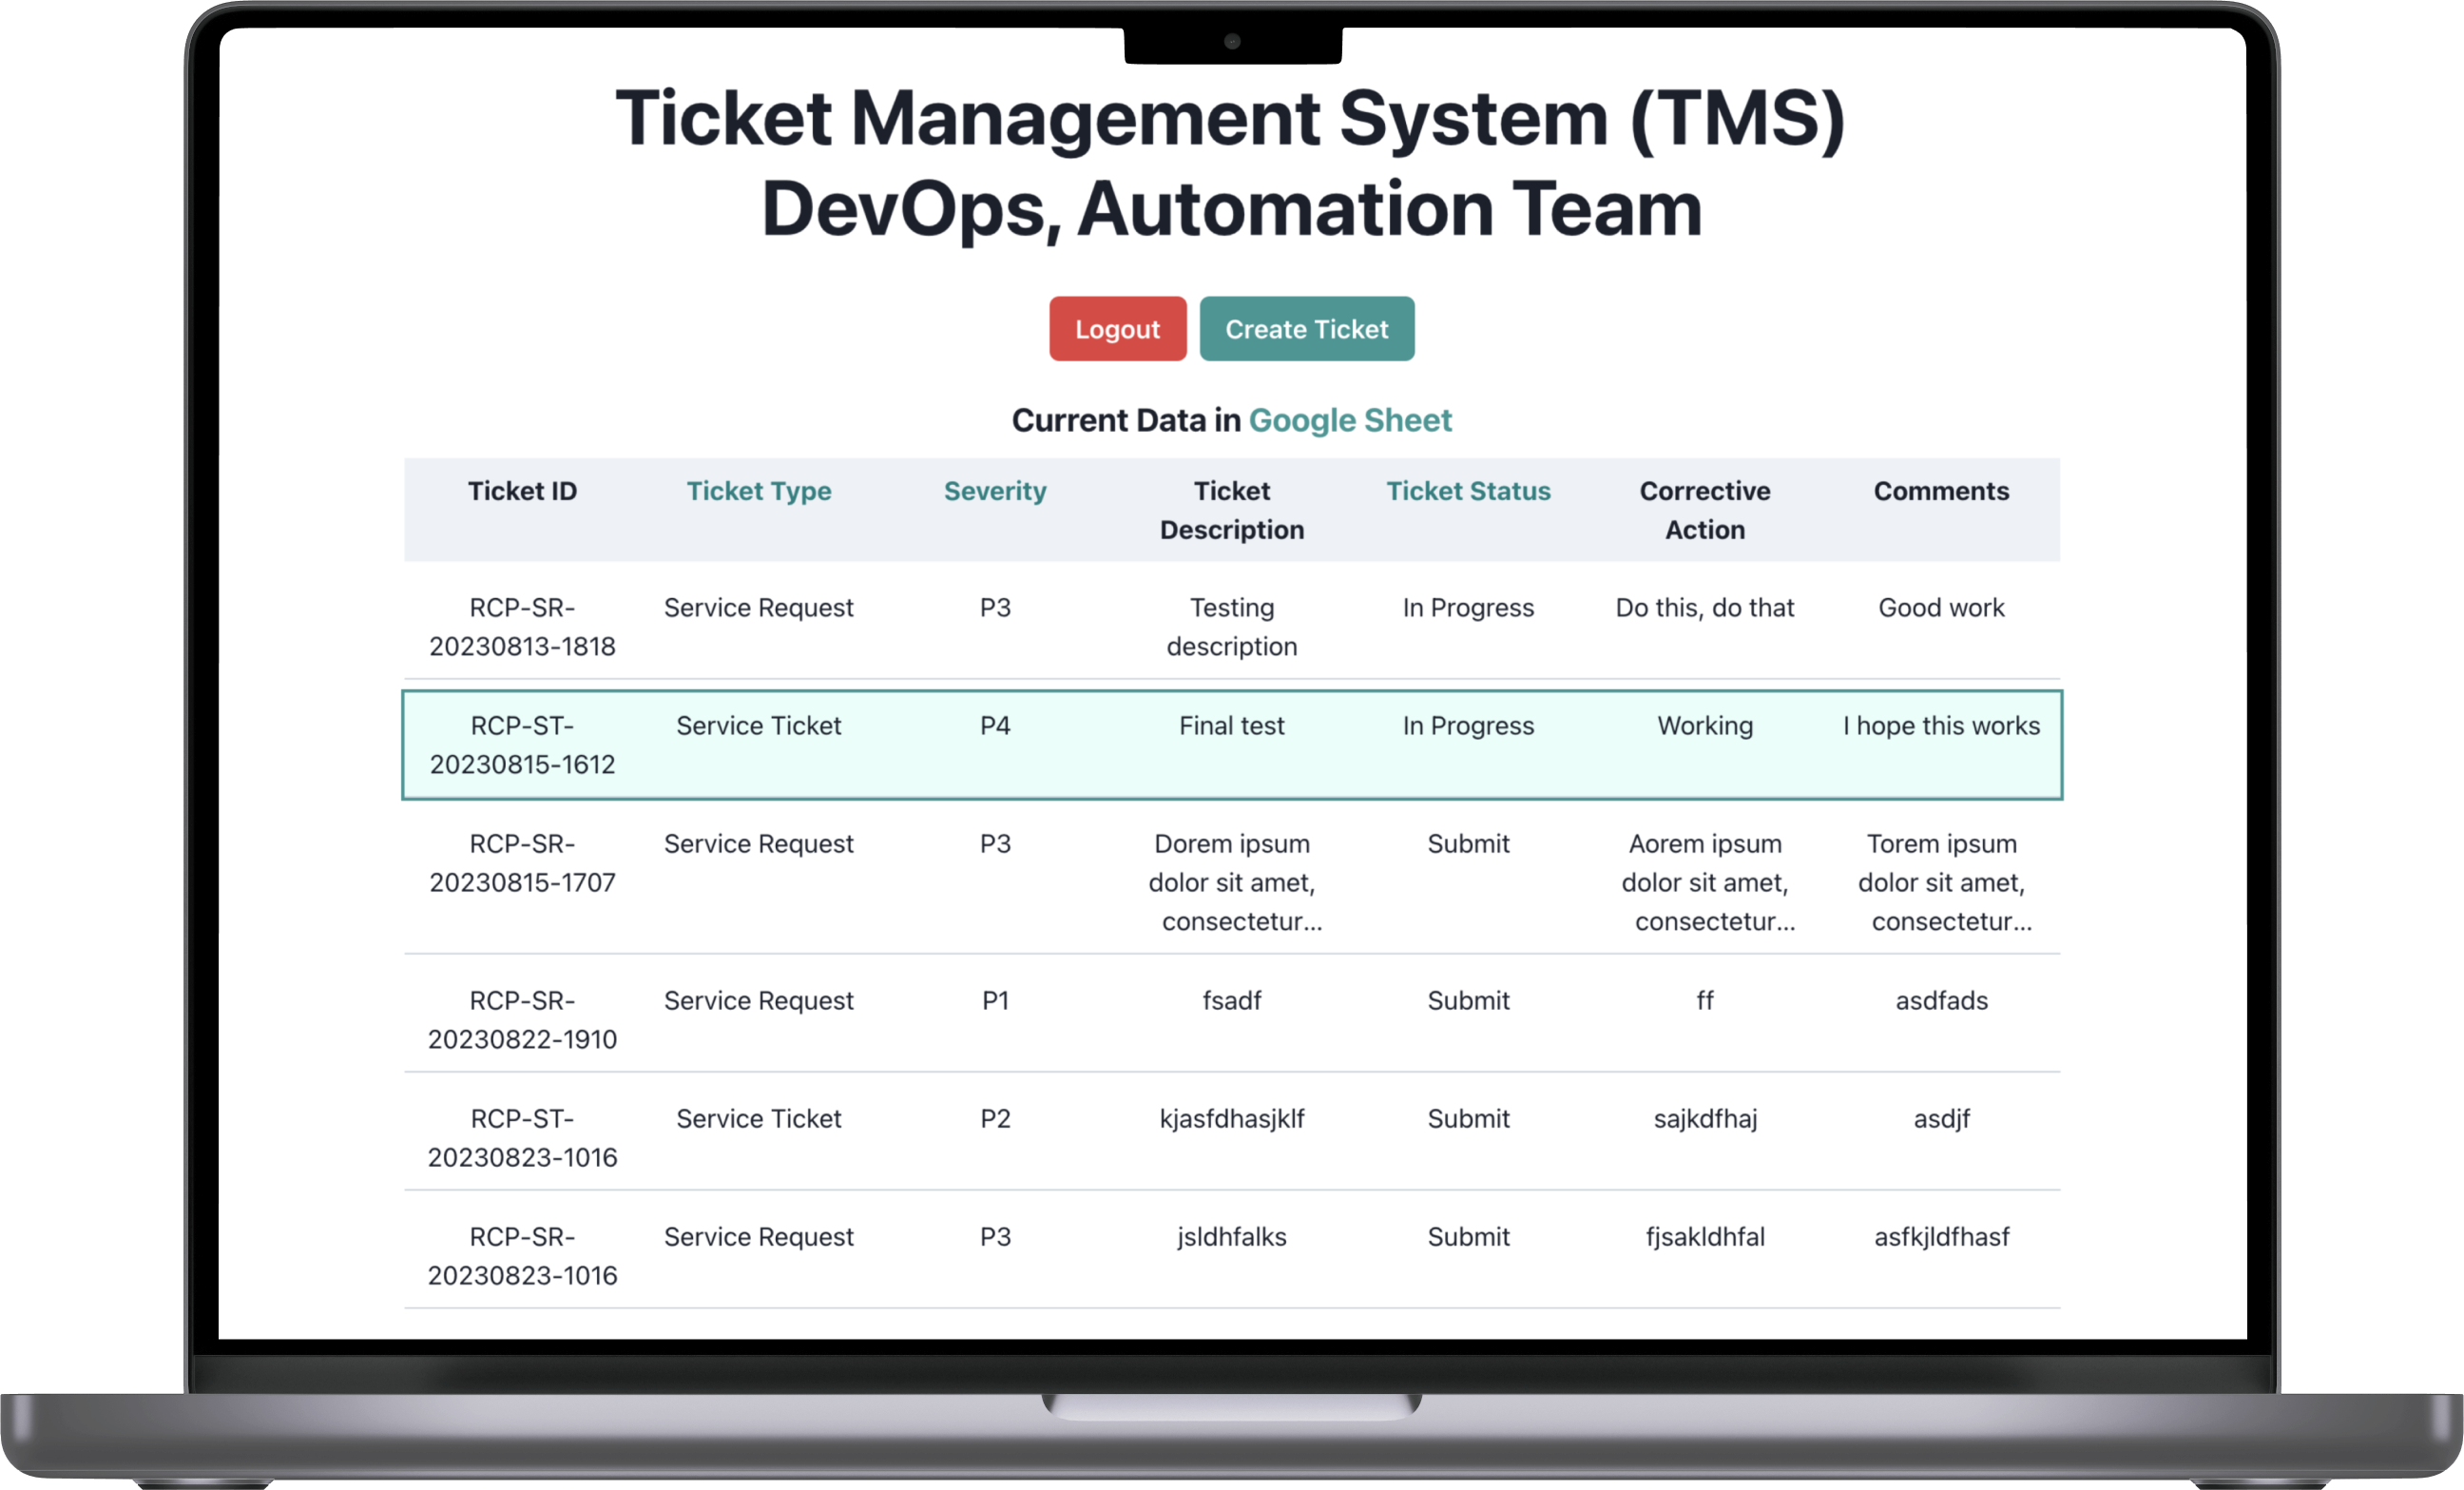 Ticket Management System (TMS)
DevOps, Automation Team
Logout Create Ticket
Current Data in Google Sheet
Ticket ID Ticket Type Severity Ticket Ticket Status Corrective Comments
Description Action
RCP-SR- Service Request P3 Testing In Progress Do this, do that Good work
20230813-1818 description
RCP-ST- Service Ticket P4 Final test In Progress Working I hope this works
20230815-1612
RCP-SR- Service Request P3 Dorem ipsum Submit Aorem ipsum Torem ipsum
20230815-1707 dolor sit amet, dolor sit amet, dolor sit amet,
consectetur... consectetur... consectetur...
RCP-SR- Service Request P1 fsadf Submit ff asdfads
20230822-1910
RCP-ST- Service Ticket P2 kjasfdhasjklf Submit sajkdfhaj asdjf
20230823-1016
RCP-SR- Service Request P3 jsldhfalks Submit fjsakldhfal asfkjldfhasf
20230823-1016